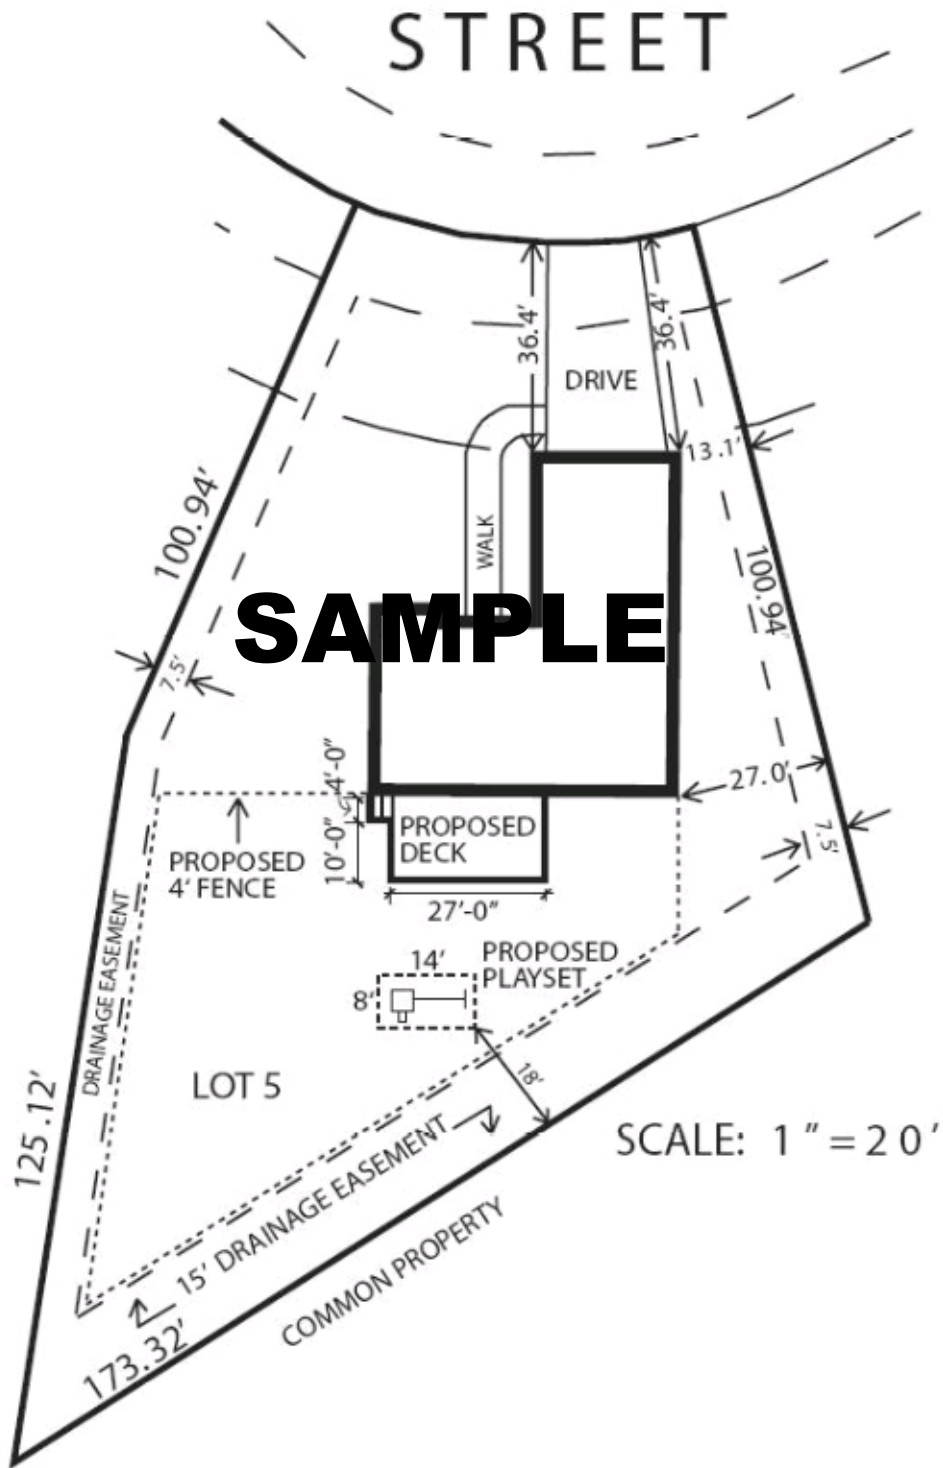 STREET
36.4'
36.4'
DRIVE
13.1'
100.94'
WALK
100.94'
SAMPLE
7.5'
4'-0"
27.0'
PROPOSED
DECK
7.5'
10'-0"
PROPOSED
4' FENCE
27'-0"
DRAINAGE EASEMENT
PROPOSED
PLAYSET
14'
8'
18'
LOT 5
125.12'
SCALE: 1"=20'
15' DRAINAGE EASEMENT
COMMON PROPERTY
173.32'